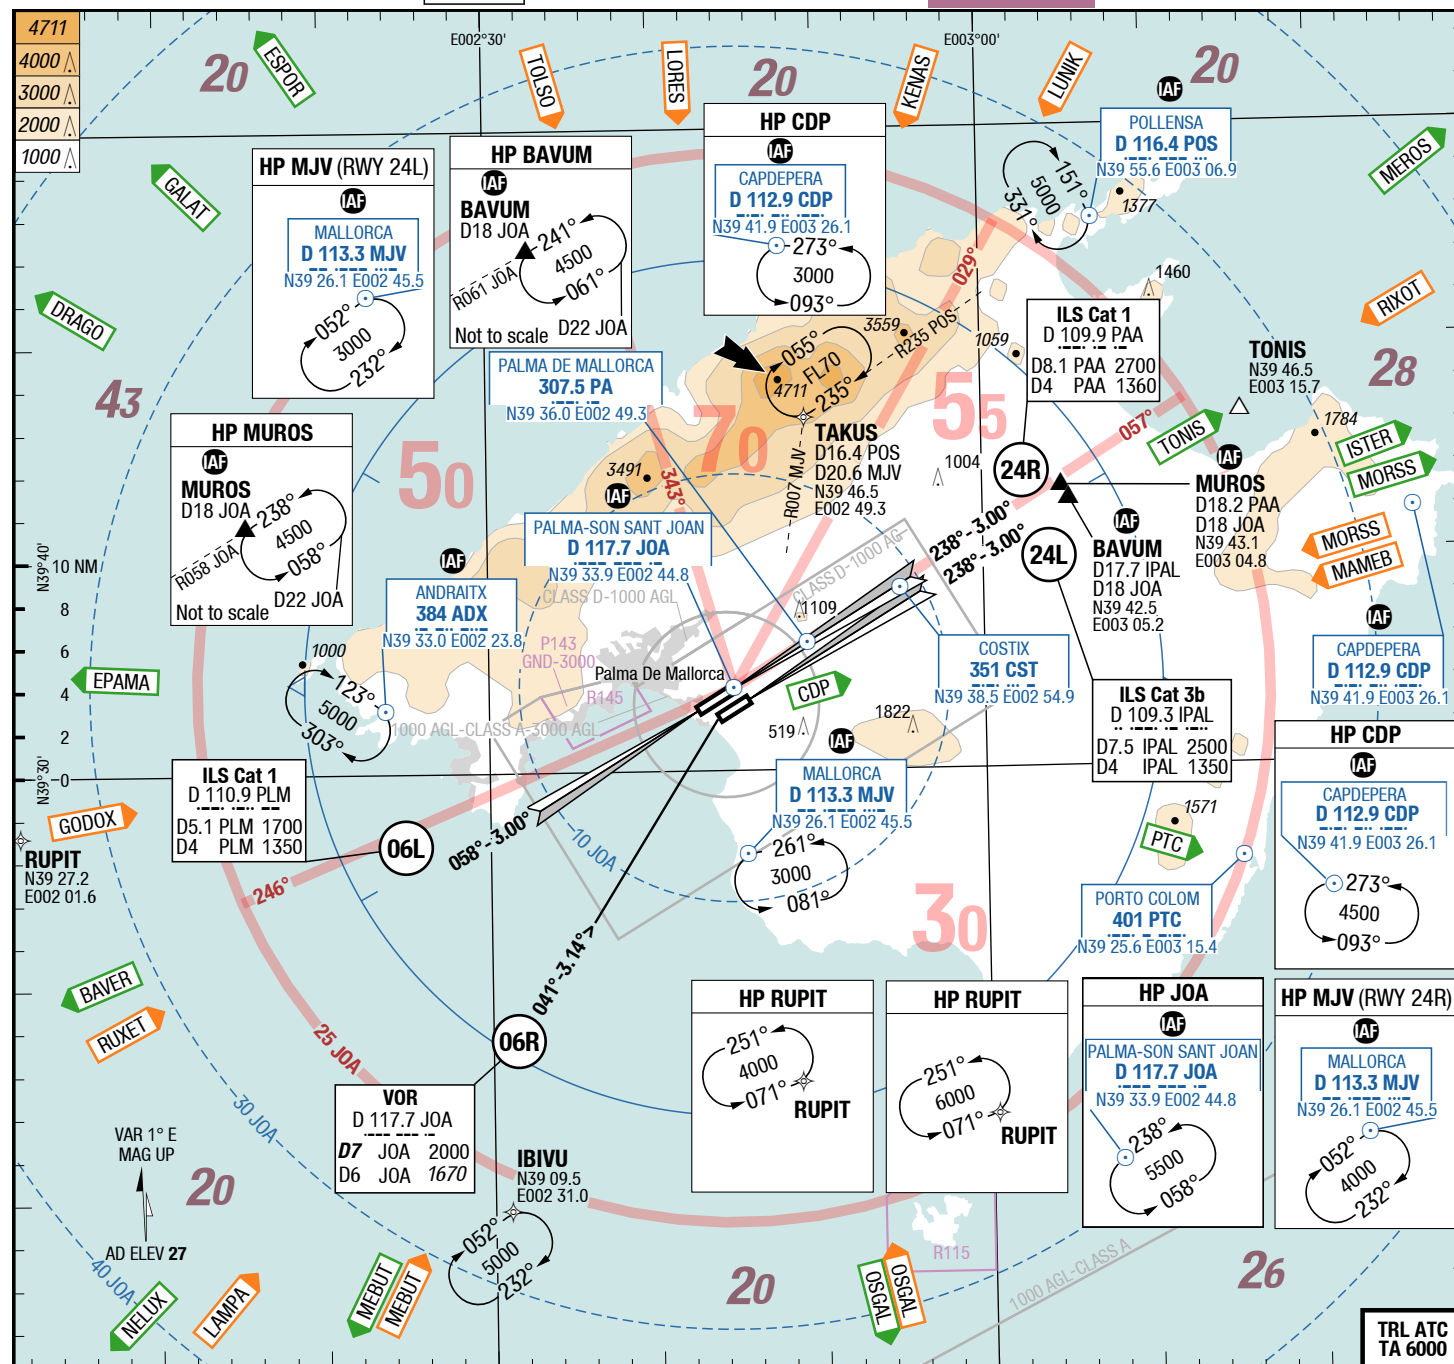 4711
4000
3000
2000
1000
E002°30'
E003°00'
20
20
20
ESPOR
TOLSO
LORES
KENAS
LUNIK
MEROS
GALAT
DRAGO
RIXOT
HP MJV (RWY 24L)
IAF
MALLORCA
D 113.3 MJV
N39 26.1 E002 45.5
052°
3000
232°
HP BAVUM
IAF
BAVUM
D18 JOA
241°
4500
061°
R061 JOA
Not to scale
D22 JOA
HP CDP
IAF
CAPDEPERA
D 112.9 CDP
N39 41.9 E003 26.1
273°
3000
093°
IAF
POLLENSA
D 116.4 POS
N39 55.6 E003 06.9
151°
5000
331°
1377
1460
029°
ILS Cat 1
D 109.9 PAA
D8.1 PAA 2700
D4 PAA 1360
1059
3559
R235 POS
055°
FL70
235°
4711
TAKUS
D16.4 POS
D20.6 MJV
N39 46.5
E002 49.3
R007 MJV
PALMA DE MALLORCA
307.5 PA
N39 36.0 E002 49.3
TONIS
N39 46.5
E003 15.7
28
43
50
70
55
343°
057°
1784
TONIS
ISTER
MORSS
MORSS
MAMEB
HP MUROS
IAF
MUROS
D18 JOA
238°
4500
058°
R058 JOA
Not to scale
D22 JOA
3491
IAF
PALMA-SON SANT JOAN
D 117.7 JOA
N39 33.9 E002 44.8
CLASS D-1000 AGL
CLASS D-1000 AG
1004
24R
24L
238°-3.00°
238°-3.00°
IAF
MUROS
D18.2 PAA
D18 JOA
N39 43.1
E003 04.8
IAF
BAVUM
D17.7 IPAL
D18 JOA
N39 42.5
E003 05.2
N39°40'
10 NM
8
6
4
2
0
N39°30'
IAF
ANDRAITX
384 ADX
N39 33.0 E002 23.8
1000
123°
5000
303°
EPAMA
P143
GND-3000
R145
1000 AGL-CLASS A-3000 AGL
Palma De Mallorca
1109
CDP
519
1822
COSTIX
351 CST
N39 38.5 E002 54.9
IAF
CAPDEPERA
D 112.9 CDP
N39 41.9 E003 26.1
ILS Cat 3b
D 109.3 IPAL
D7.5 IPAL 2500
D4 IPAL 1350
HP CDP
IAF
CAPDEPERA
D 112.9 CDP
N39 41.9 E003 26.1
273°
4500
093°
ILS Cat 1
D 110.9 PLM
D5.1 PLM 1700
D4 PLM 1350
GODOX
RUPIT
N39 27.2
E002 01.6
06L
058°-3.00°
246°
10 JOA
IAF
MALLORCA
D 113.3 MJV
N39 26.1 E002 45.5
261°
3000
081°
30
1571
PTC
PORTO COLOM
401 PTC
N39 25.6 E003 15.4
041°-3.14°>
06R
BAVER
RUXET
25 JOA
30 JOA
40 JOA
VOR
D 117.7 JOA
D7 JOA 2000
D6 JOA 1670
HP RUPIT
251°
4000
071°
RUPIT
HP RUPIT
251°
6000
071°
RUPIT
HP JOA
IAF
PALMA-SON SANT JOAN
D 117.7 JOA
N39 33.9 E002 44.8
238°
5500
058°
HP MJV (RWY 24R)
IAF
MALLORCA
D 113.3 MJV
N39 26.1 E002 45.5
052°
4000
232°
VAR 1° E
MAG UP
AD ELEV 27
20
IBIVU
N39 09.5
E002 31.0
052°
5000
232°
R115
1000 AGL-CLASS A
20
26
NELUX
LAMPA
MEBUT
MEBUT
OSGAL
OSGAL
TRL ATC
TA 6000